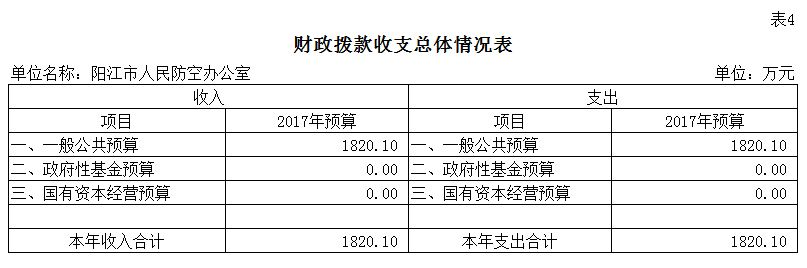 表4
财政拨款收支总体情况表
单位名称：阳江市人民防空办公室 单位：万元
收入 支出
项目 2017年预算 项目 2017年预算
一、一般公共预算 1820.10 一、一般公共预算 1820.10
二、政府性基金预算 0.00 二、政府性基金预算 0.00
三、国有资本经营预算 0.00 三、国有资本经营预算 0.00
本年收入合计 1820.10 本年支出合计 1820.10